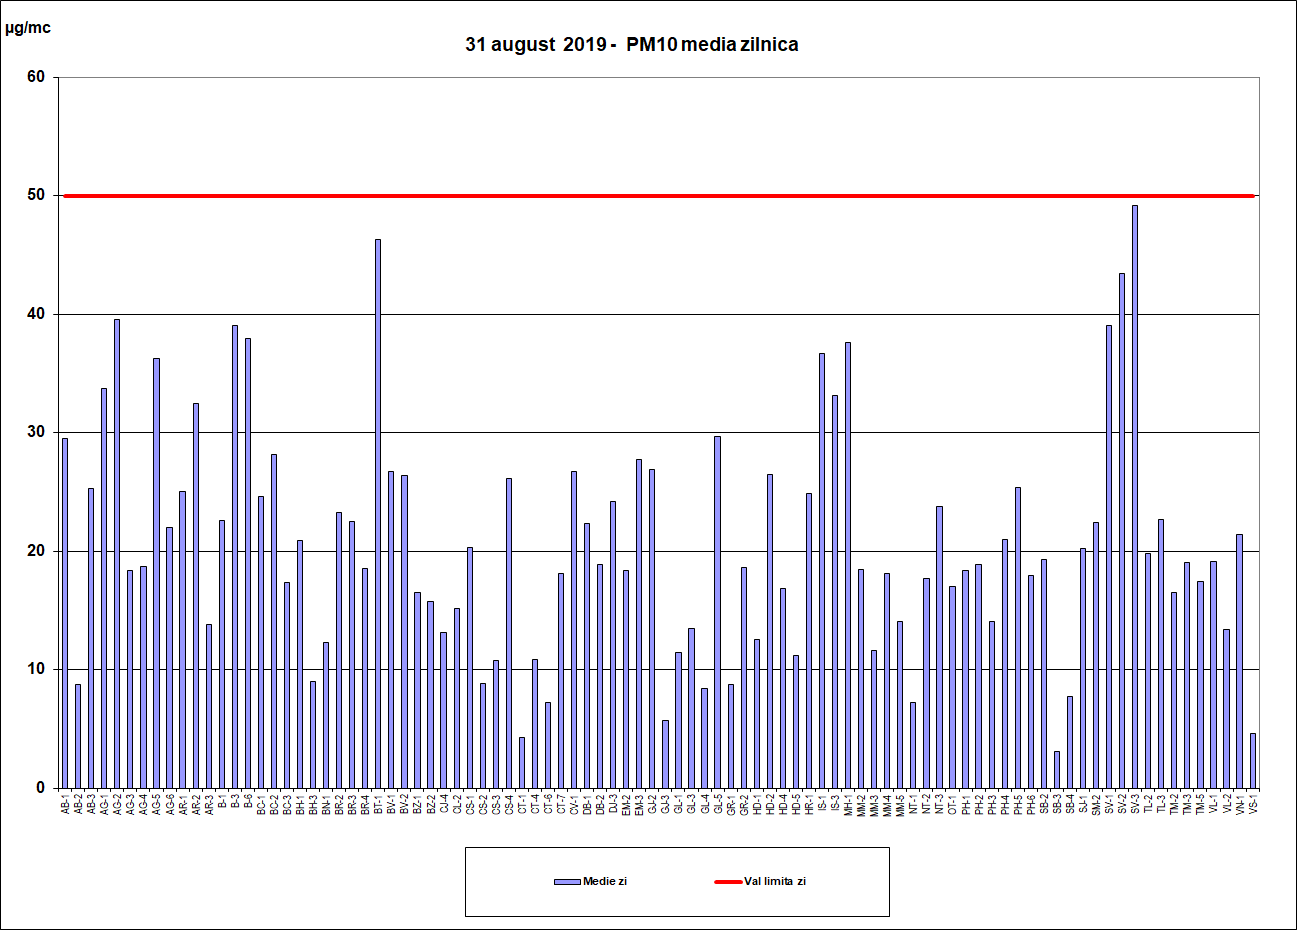 µg/mc
31 august 2019 - PM10 media zilnica
60
50
40
30
20
10
0
AB-1
AB-2
AB-3
AG-1
AG-2
AG-3
AG-4
AG-5
AG-6
AR-1
AR-2
AR-3
B-1
B-3
B-6
BC-1
BC-2
BC-3
BH-1
BH-3
BN-1
BR-2
BR-3
BR-4
BT-1
BV-1
BV-2
BZ-1
BZ-2
CJ-4
CL-2
CS-1
CS-2
CS-3
CS-4
CT-1
CT-4
CT-6
CT-7
CV-1
DB-1
DB-2
DJ-3
EM-2
EM-3
GJ-2
GJ-3
GL-1
GL-3
GL-4
GL-5
GR-1
GR-2
HD-1
HD-2
HD-4
HD-5
HR-1
IS-1
IS-3
MH-1
MM-2
MM-3
MM-4
MM-5
NT-1
NT-2
NT-3
OT-1
PH-1
PH-2
PH-3
PH-4
PH-5
PH-6
SB-2
SB-3
SB-4
SJ-1
SM-2
SV-1
SV-2
SV-3
TL-2
TL-3
TM-2
TM-3
TM-5
VL-1
VL-2
VN-1
VS-1
Medie zi
Val limita zi